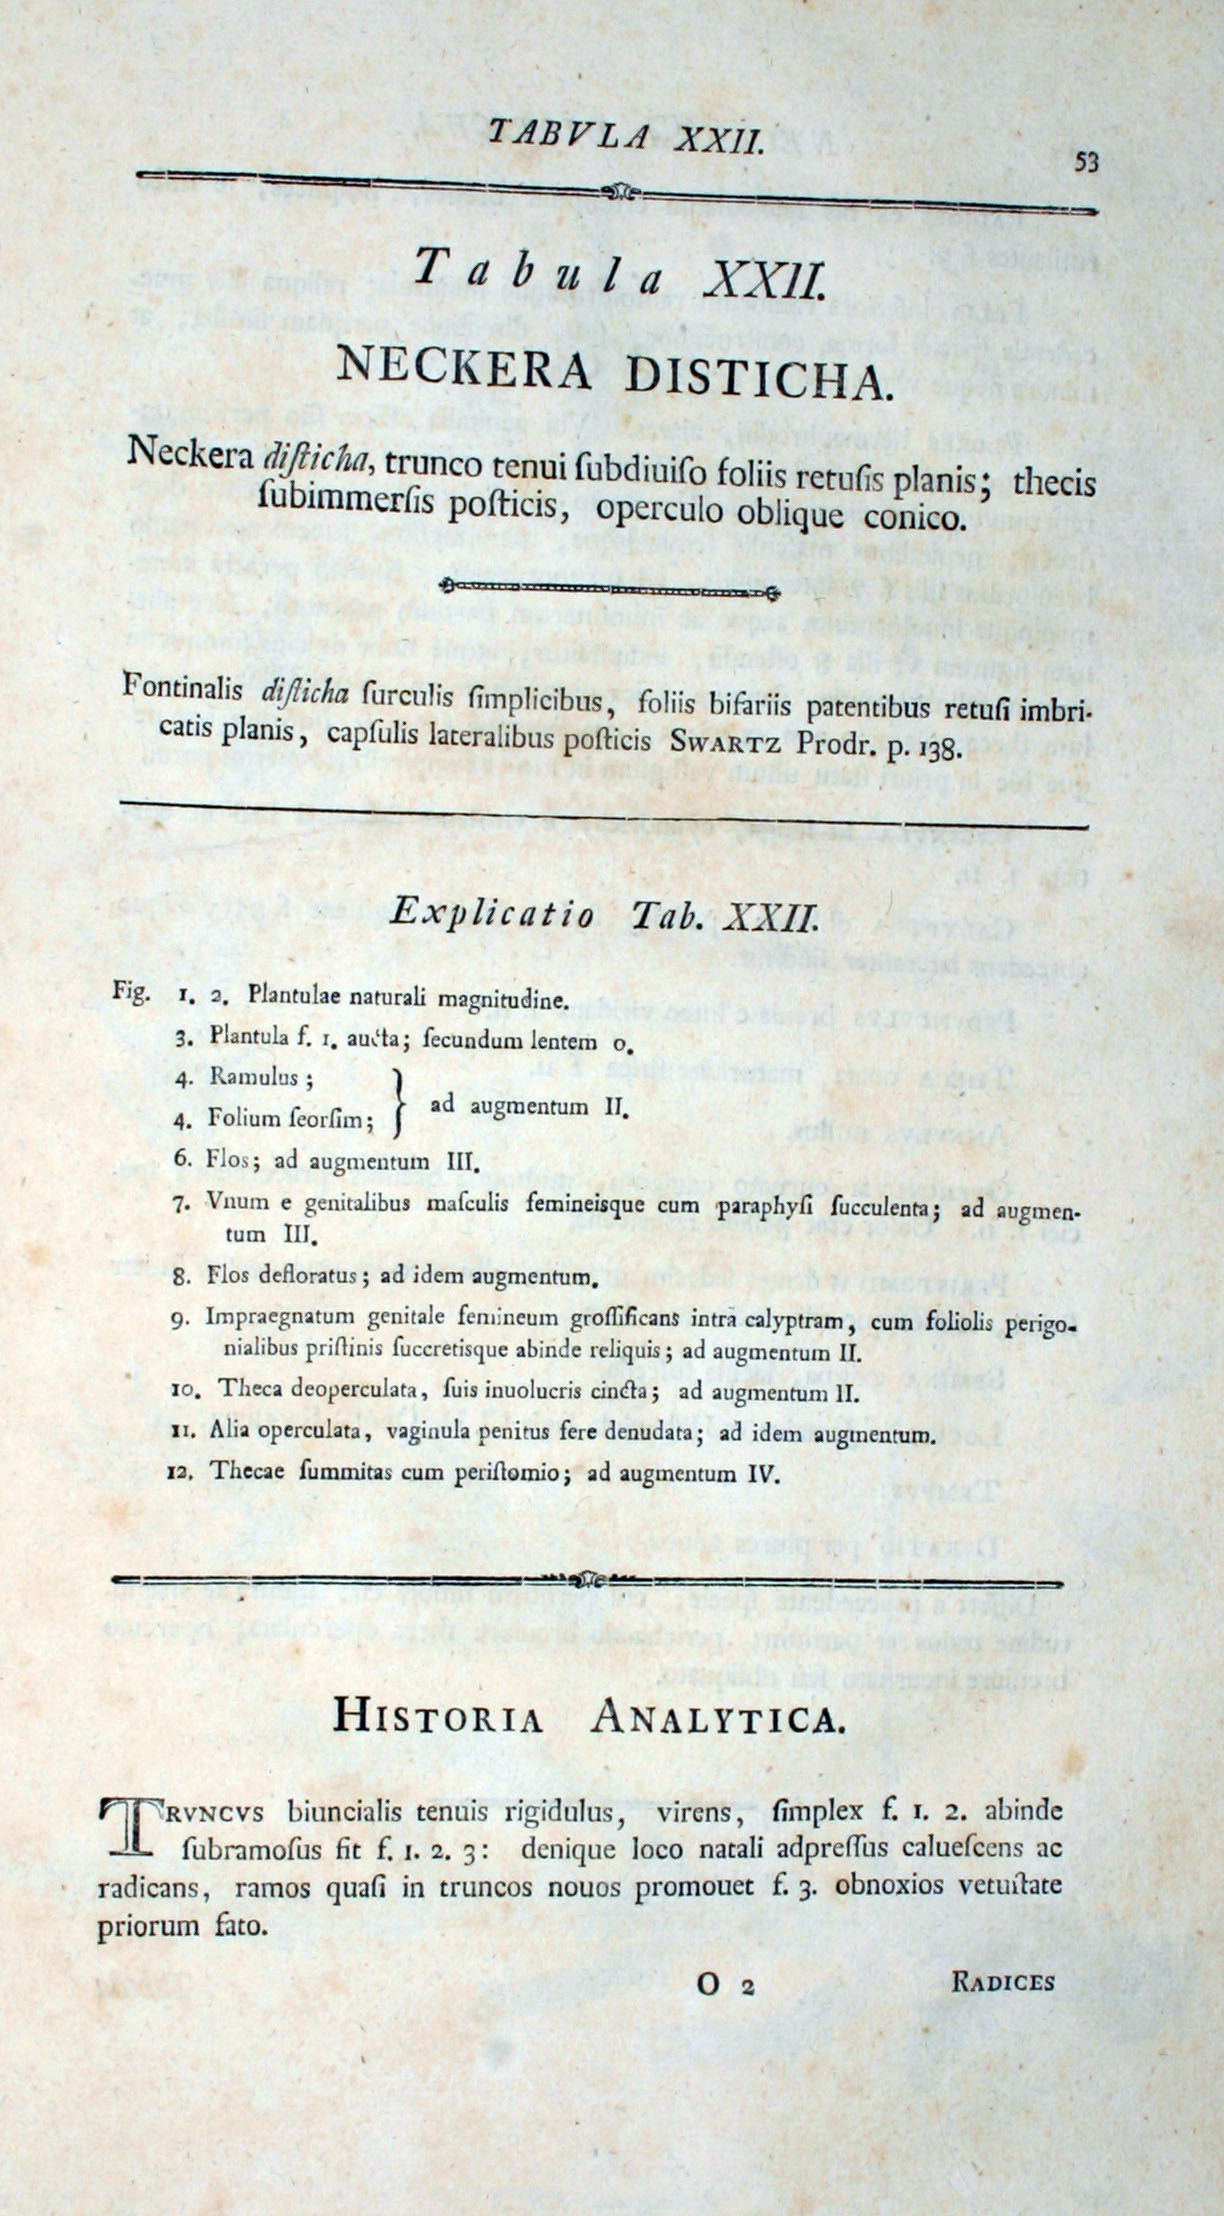 TABVLA XXII.
53
Tabula XXII.
NECKERA DISTICHA.
Neckera diſticha, trunco tenui ſubdiuiſo foliis retuſis planis; thecis
ſubimmerſis poſticis, operculo oblique conico.
Fontinalis diſticha ſurculis ſimplicibus, foliis bifariis patentibus retuſi imbri-
catis planis, capſulis lateralibus poſticis SWARTZ Prodr. p. 138.
Explicatio Tab. XXII.
Fig. 1. 2. Plantulae naturali magnitudine.
3. Plantula f. 1. aucta; ſecundum lentem 0.
4. Ramulus;
4. Folium ſeorſim; } ad augmentum II.
6. Flos; ad augmentum III.
7. Vnum e genitalibus maſculis femineisque cum paraphyſi ſucculenta; ad augmen-
tum III.
8. Flos defloratus; ad idem augmentum.
9. Impraegnatum genitale femineum groſſificans intra calyptram, cum foliolis perigo-
nialibus priſtinis ſuccretisque abinde reliquis; ad augmentum II.
10. Theca deoperculata, ſuis inuolucris cincta; ad augmentum II.
11. Alia operculata, vaginula penitus fere denudata; ad idem augmentum.
12. Thecae ſummitas cum periſtomio; ad augmentum IV.
HISTORIA ANALYTICA.
TRVNCVS biuncialis tenuis rigidulus, virens, ſimplex f. 1. 2. abinde
ſubramoſus fit f. 1. 2. 3: denique loco natali adpreſſus calueſcens ac
radicans, ramos quaſi in truncos nouos promouet f. 3. obnoxios vetuſtate
priorum fato.
O 2
RADICES